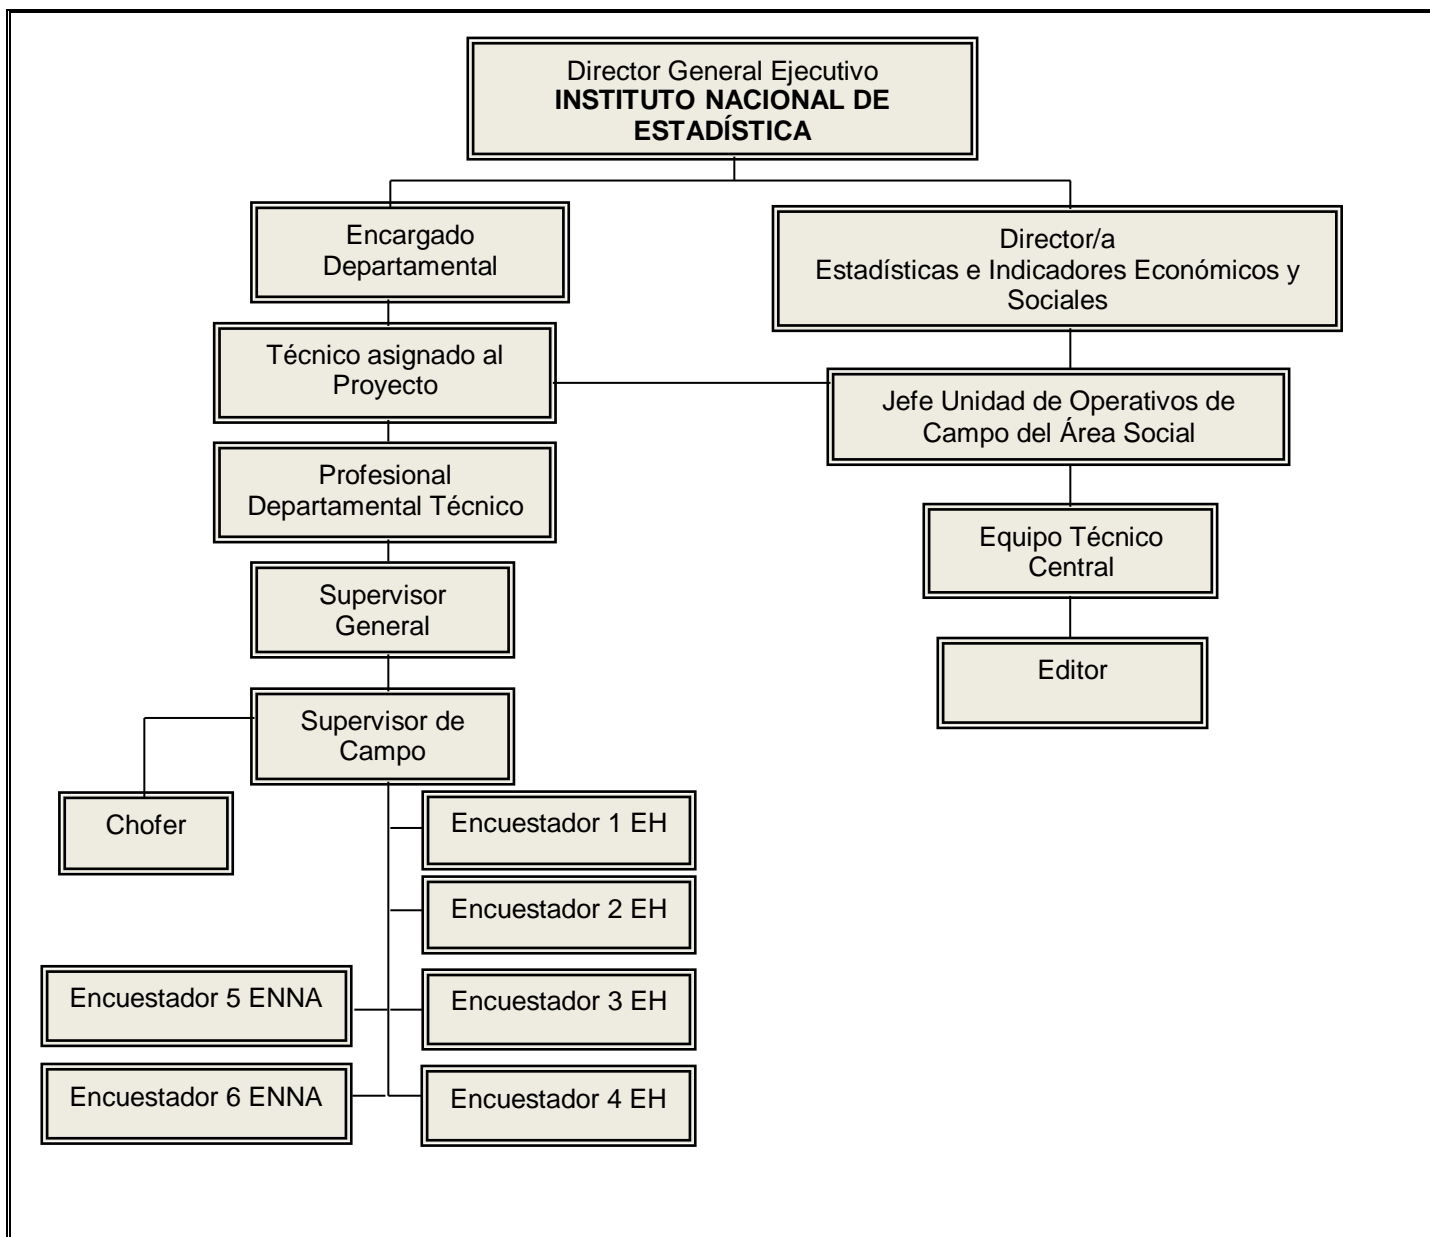 Director General Ejecutivo
INSTITUTO NACIONAL DE
ESTADÍSTICA
Encargado
Departamental
Director/a
Estadísticas e Indicadores Económicos y
Sociales
Técnico asignado al
Proyecto
Jefe Unidad de Operativos de
Campo del Área Social
Profesional
Departamental Técnico
Equipo Técnico
Central
Supervisor
General
Editor
Supervisor de
Campo
Chofer
Encuestador 1 EH
Encuestador 2 EH
Encuestador 5 ENNA
Encuestador 3 EH
Encuestador 6 ENNA
Encuestador 4 EH